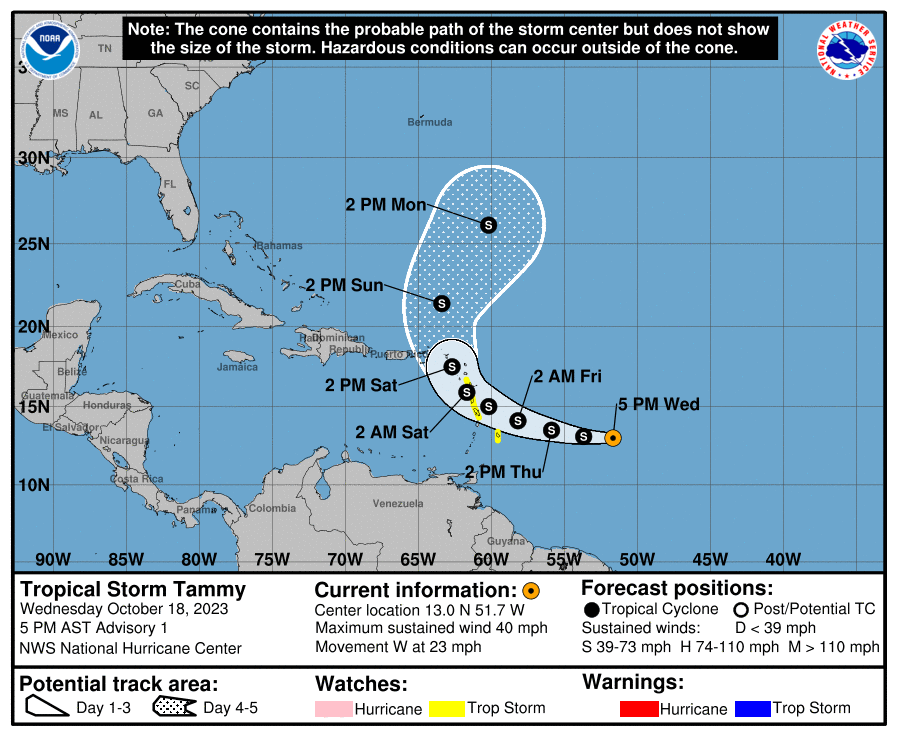 Note: The cone contains the probable path of the storm center but does not show
the size of the storm. Hazardous conditions can occur outside of the cone.
NOAA
NATIONAL WEATHER SERVICE
TN
SC
MS
AL
GA
Bermuda
30N
FL
2 PM Mon
25N
Bahamas
2 PM Sun
Cuba
20N
Mexico
Dominican
Republic
Puerto Rico
Jamaica
Belize
2 PM Sat
2 AM Fri
Guatemala
15N
Honduras
5 PM Wed
El Salvador
2 AM Sat
Nicaragua
2 PM Thu
Costa Rica
10N
Panama
Colombia
Venezuela
Guyana
90W 85W 80W 75W 70W 65W 60W 55W 50W 45W 40W
S
S
S
S
S
S
S
S
Tropical Storm Tammy
Wednesday October 18, 2023
5 PM AST Advisory 1
NWS National Hurricane Center
Current information:
Center location 13.0 N 51.7 W
Maximum sustained wind 40 mph
Movement W at 23 mph
Forecast positions:
Tropical Cyclone Post/Potential TC
Sustained winds: D < 39 mph
S 39-73 mph H 74-110 mph M > 110 mph
Potential track area:
Day 1-3 Day 4-5
Watches:
Hurricane Trop Storm
Warnings:
Hurricane Trop Storm